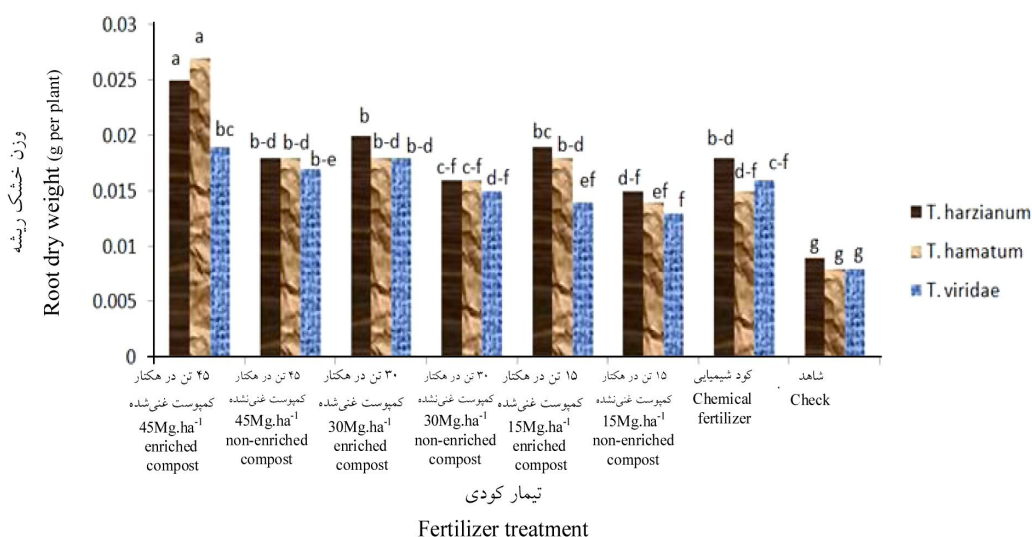 وزن خشک ریشه
Root dry weight (g per plant)
0.03
0.025
0.02
0.015
0.01
0.005
0
a
a
bc
b-d
b-d
b-e
b
b-d
b-d
c-f
c-f
d-f
bc
b-d
ef
d-f
ef
f
b-d
d-f
c-f
g
g
g
T. harzianum
T. hamatum
T. viridae
۴۵ تن در هکتار
کمپوست غنی‌شده
45Mg.ha-1
enriched
compost
۴۵ تن در هکتار
کمپوست غنی‌نشده
45Mg.ha-1
non-enriched
compost
۳۰ تن در هکتار
کمپوست غنی‌شده
30Mg.ha-1
enriched
compost
۳۰ تن در هکتار
کمپوست غنی‌نشده
30Mg.ha-1
non-enriched
compost
۱۵ تن در هکتار
کمپوست غنی‌شده
15Mg.ha-1
enriched
compost
۱۵ تن در هکتار
کمپوست غنی‌نشده
15Mg.ha-1
non-enriched
compost
کود شیمیایی
Chemical
fertilizer
شاهد
Check
تیمار کودی
Fertilizer treatment